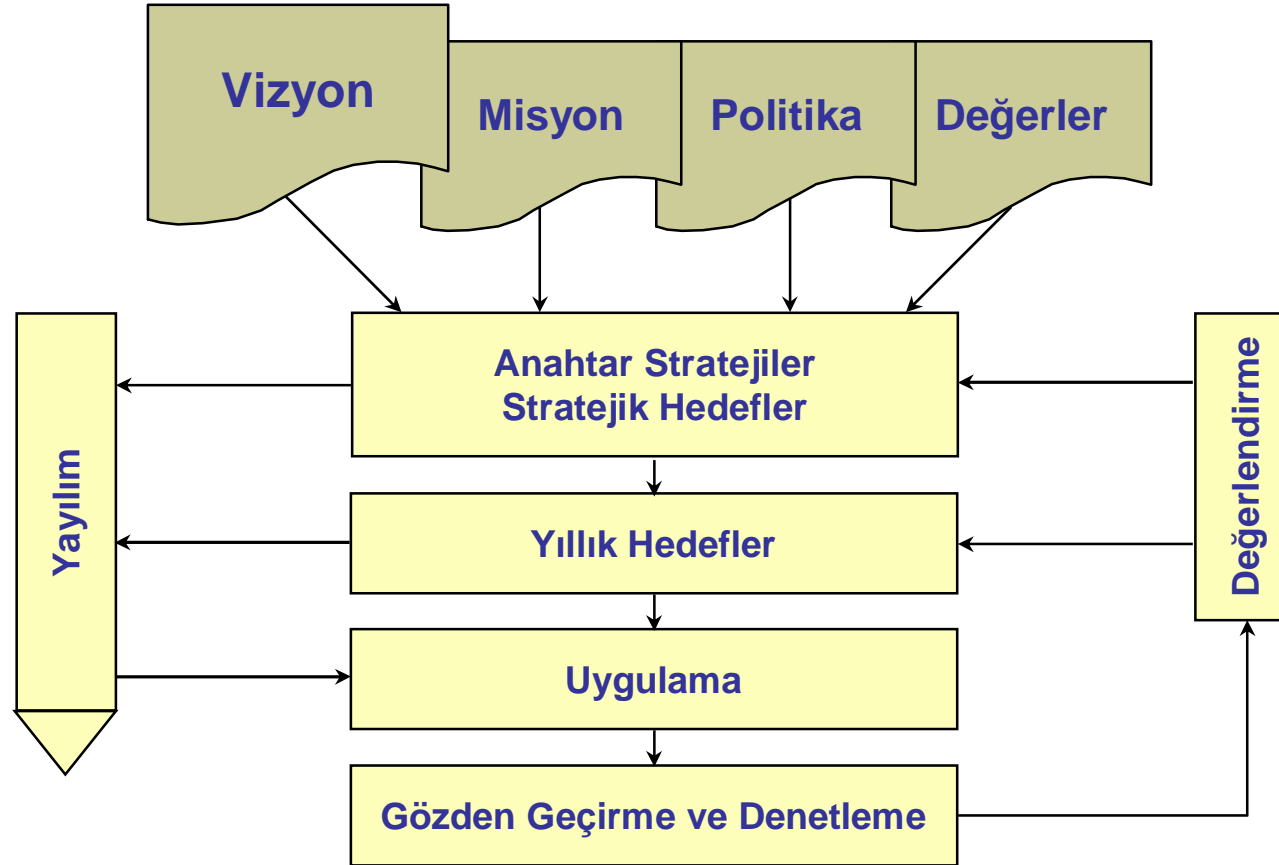 Vizyon
Misyon
Politika
Değerler
Anahtar Stratejiler
Stratejik Hedefler
Yayılım
Değerlendirme
Yıllık Hedefler
Uygulama
Gözden Geçirme ve Denetleme